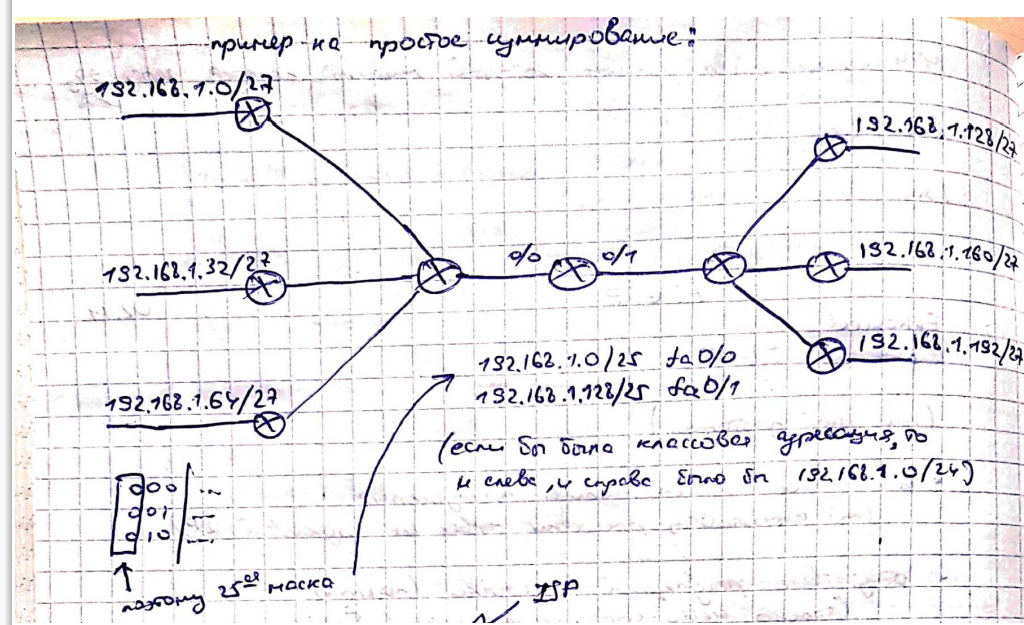 пример на простое суммирование:
192.168.1.0/27
192.168.1.128/27
0/0
0/1
192.168.1.32/27
192.168.1.160/27
192.168.1.192/27
192.168.1.0/25 fa0/0
192.168.1.128/25 fa0/1
192.168.1.64/27
(если бы была классовая адресация, то
и слева, и справа было бы 192.168.1.0/24)
000 ...
001 ...
010 ...
поэтому 25ая маска
ISP